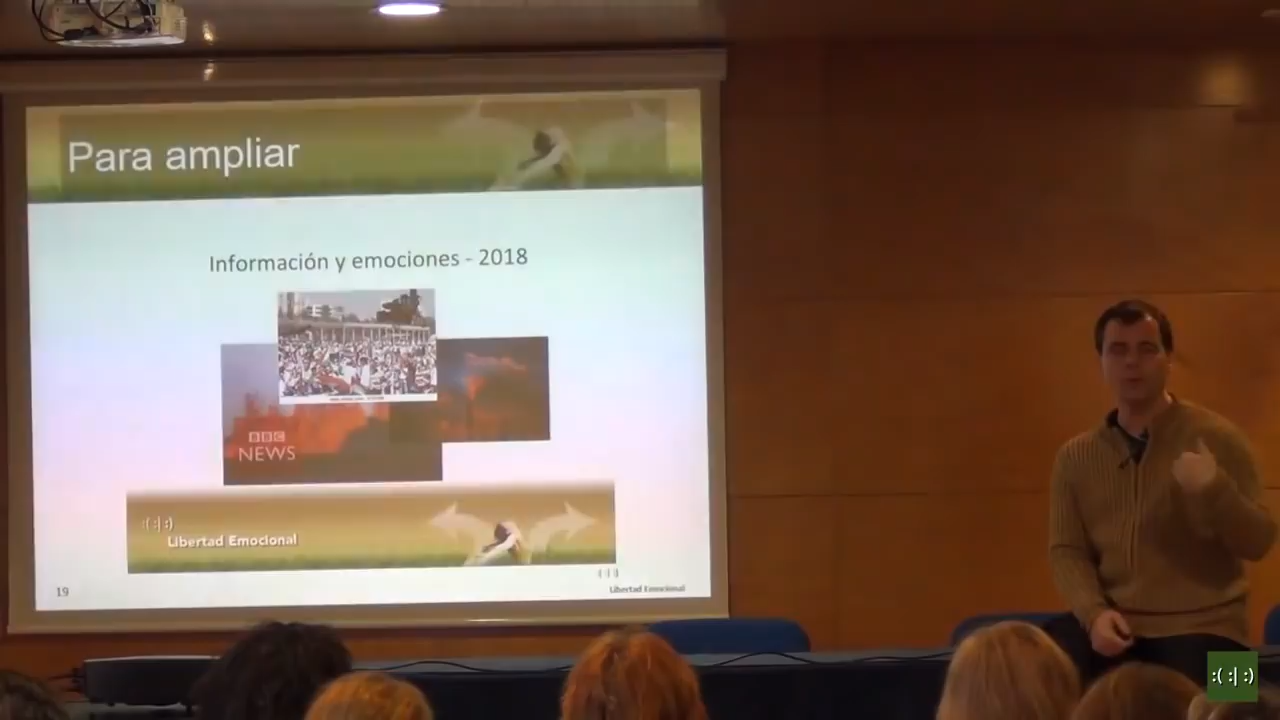 Para ampliar
Información y emociones - 2018
BBC
NEWS
:( :| :)
Libertad Emocional
19
Libertad Emocional
:( :| :)